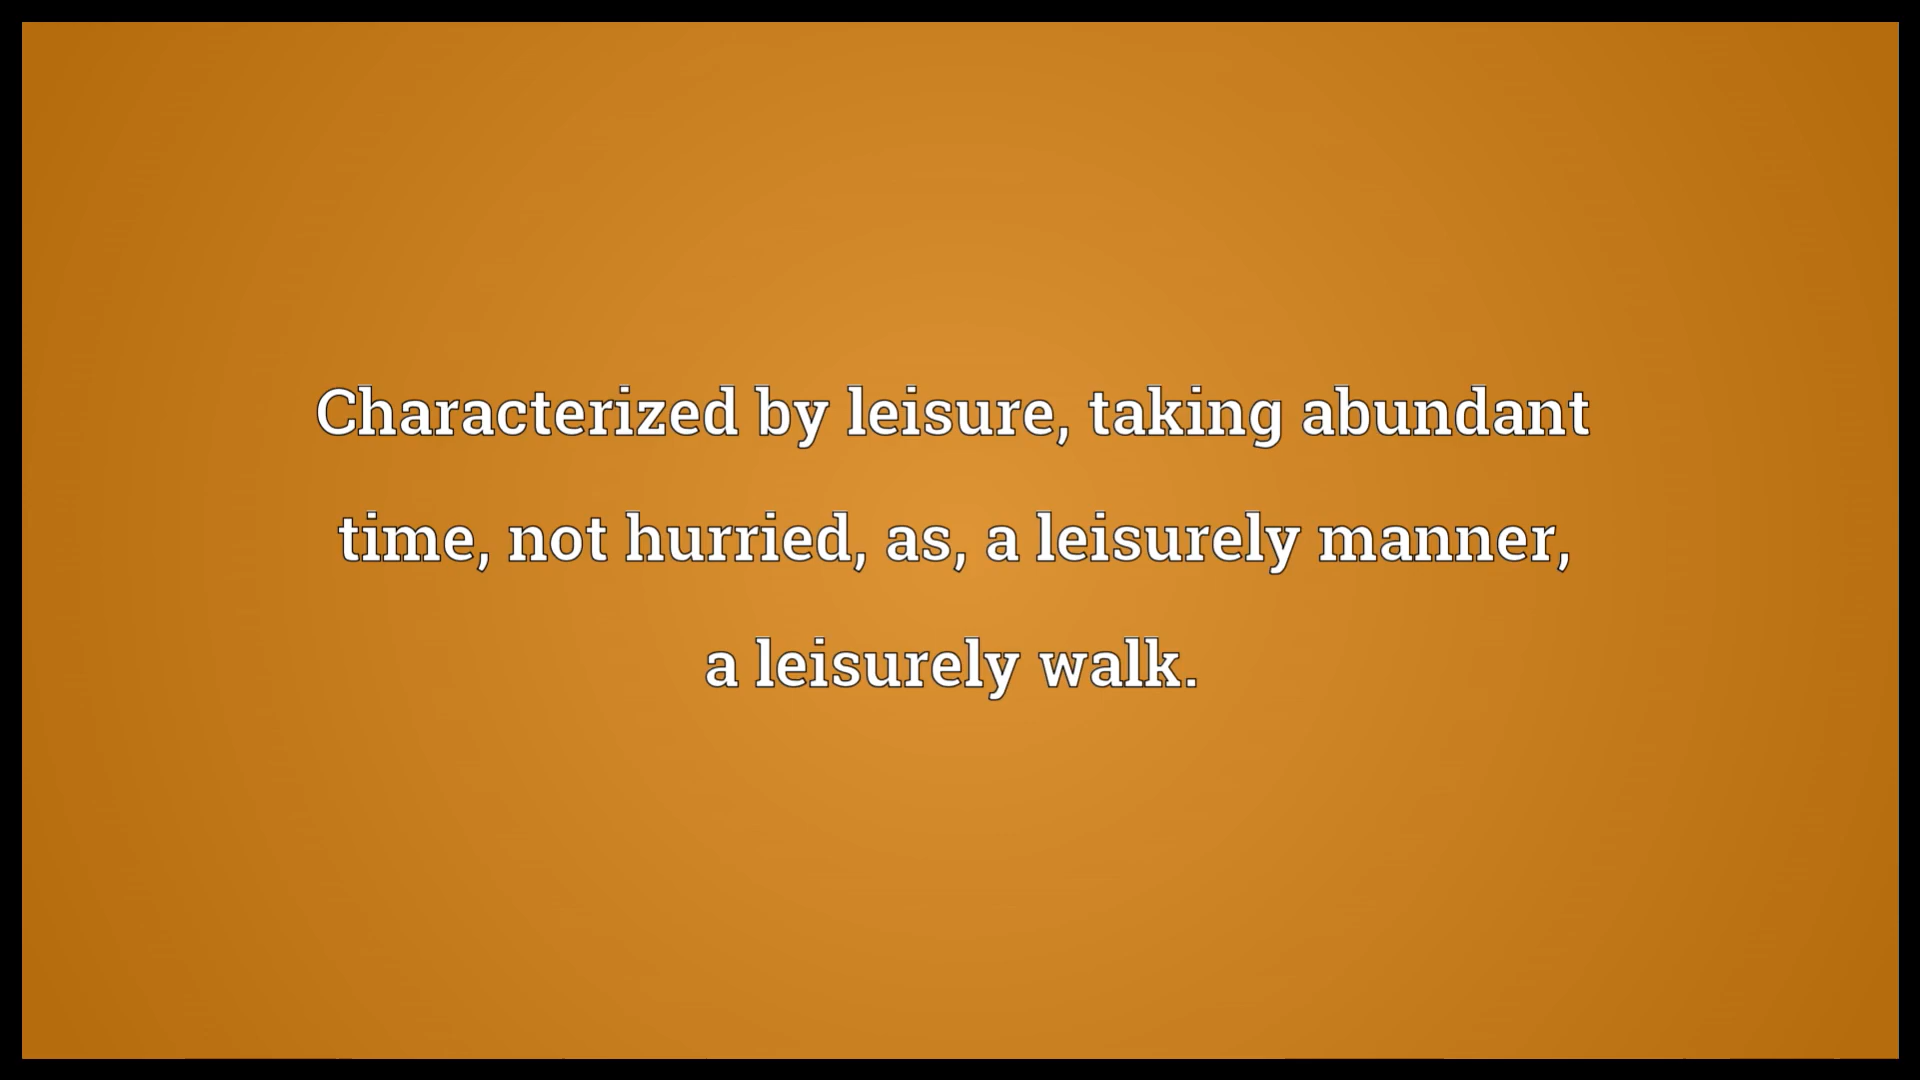 Characterized by leisure, taking abundant
time, not hurried, as, a leisurely manner,
a leisurely walk.